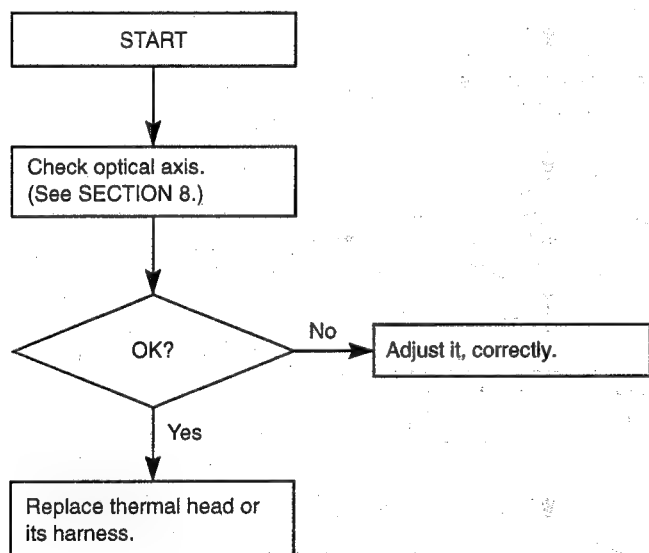 START
Check optical axis.
(See SECTION 8.)
OK?
No
Adjust it, correctly.
Yes
Replace thermal head or
its harness.